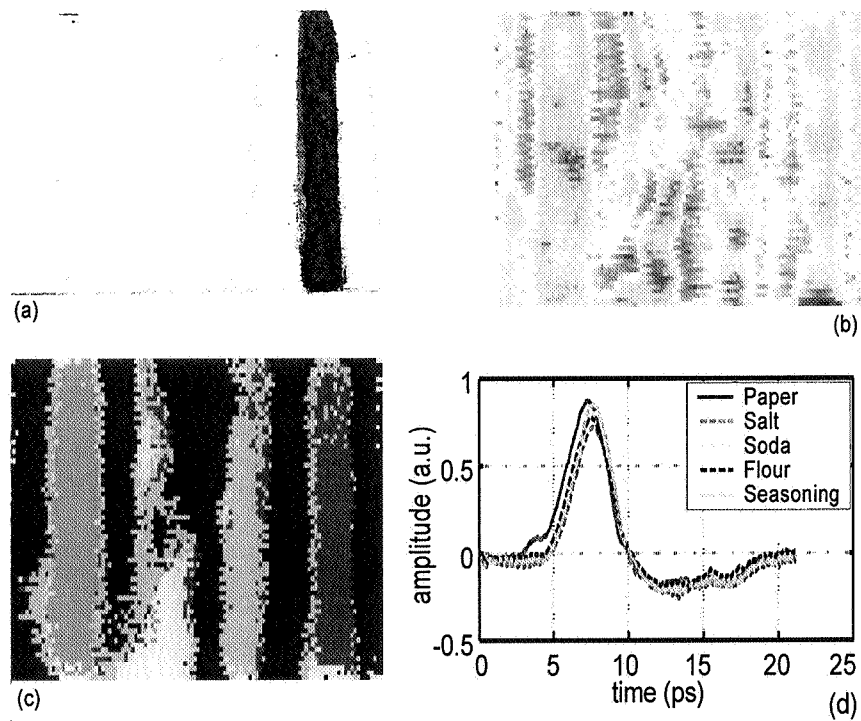 (a)
(b)
(c)
1
0.5
0
-0.5
amplitude (a.u.)
Paper
Salt
Soda
Flour
Seasoning
0 5 10 15 20 25
time (ps)
(d)